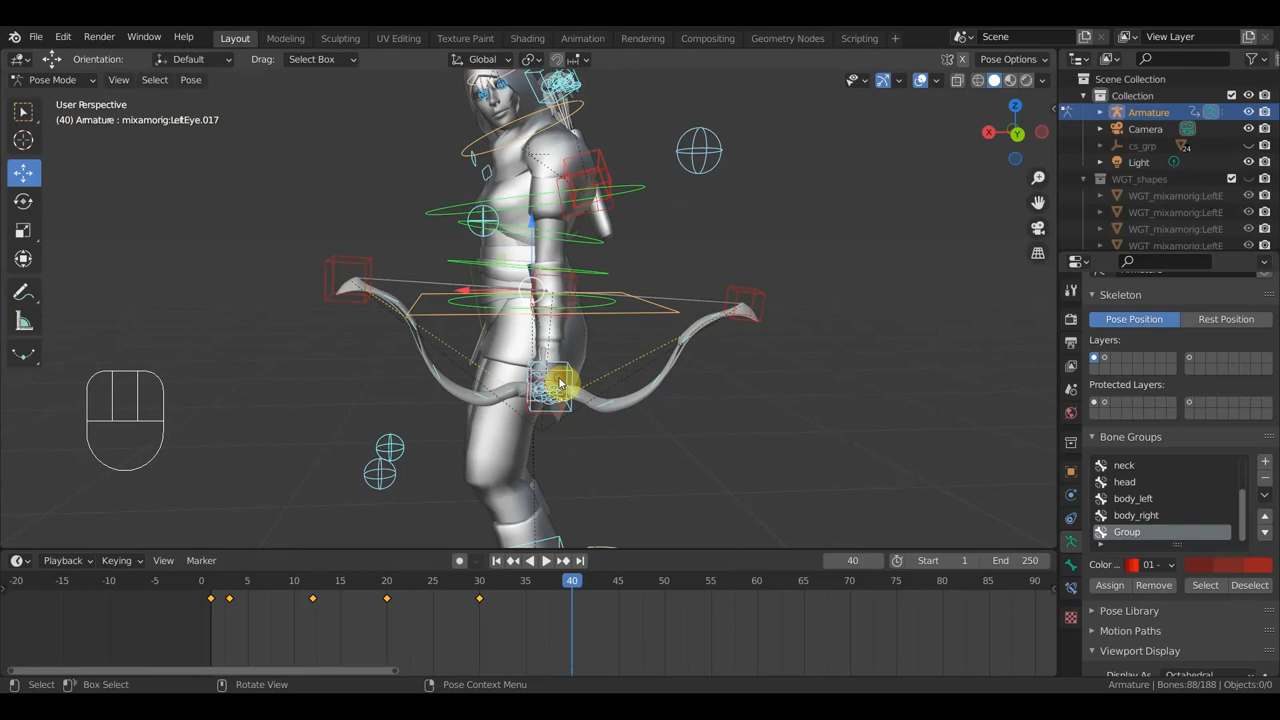 File Edit Render Window Help Layout Modeling Sculpting UV Editing Texture Paint Shading Animation Rendering Compositing Geometry Nodes Scripting + Scene View Layer
Orientation: Default Drag: Select Box Global Pose Options
Pose Mode View Select Pose
User Perspective
(40) Armature : mixamorig:LeftEye.017
X
Y
Z
Scene Collection
Collection
Armature
Camera
cs_grp 24
Light
WGT_shapes
WGT_mixamorig:LeftE
WGT_mixamorig:LeftE
WGT_mixamorig:LeftE
WGT_mixamorig:LeftE
Skeleton
Pose Position Rest Position
Layers:
Protected Layers:
Bone Groups
neck
head
body_left
body_right
Group
Color ... 01 -
Assign Remove Select Deselect
Pose Library
Motion Paths
Viewport Display
Display As Octahedral
Playback Keying View Marker 40 Start 1 End 250
-20 -15 -10 -5 0 5 10 15 20 25 30 35 40 45 50 55 60 65 70 75 80 85 90
Select Box Select Rotate View Pose Context Menu Armature | Bones:88/188 | Objects:0/0